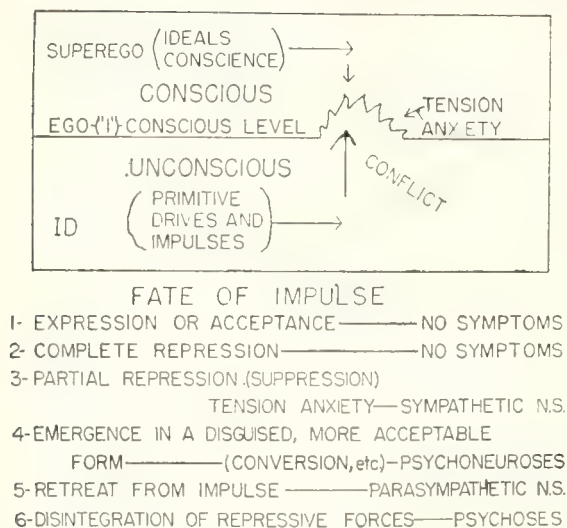 SUPEREGO (IDEALS
CONSCIENCE)
CONSCIOUS
TENSION
ANX ETY
EGO-("I")-CONSCIOUS LEVEL
UNCONSCIOUS
CONFLICT
ID (PRIMITIVE
DRIVES AND
IMPULSES)
FATE OF IMPULSE
1- EXPRESSION OR ACCEPTANCE——NO SYMPTOMS
2- COMPLETE REPRESSION——NO SYMPTOMS
3- PARTIAL REPRESSION.(SUPPRESSION)
TENSION ANXIETY—SYMPATHETIC N.S.
4-EMERGENCE IN A DISGUISED, MORE ACCEPTABLE
FORM——(CONVERSION, etc)-PSYCHONEUROSES
5- RETREAT FROM IMPULSE——PARASYMPATHETIC N.S.
6-DISINTEGRATION OF REPRESSIVE FORCES——PSYCHOSES